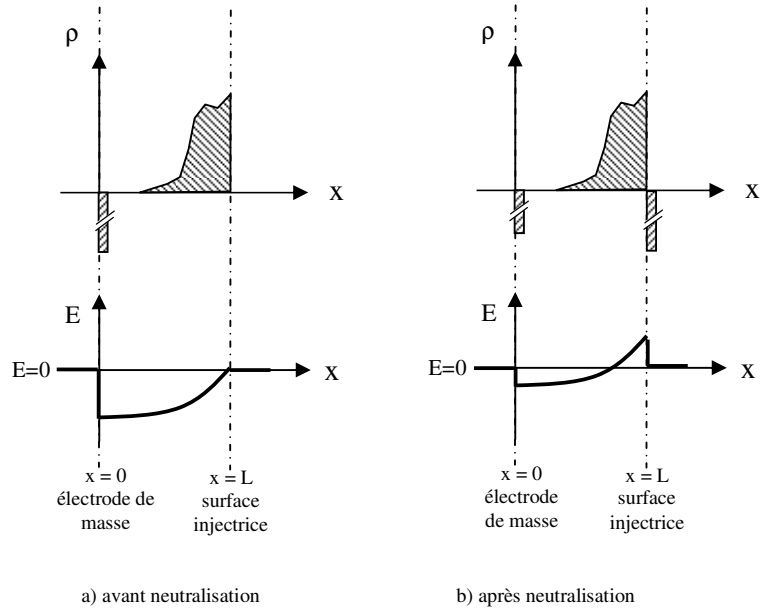 ρ
x
E
E=0
x
x = 0
électrode de
masse
x = L
surface
injectrice
a) avant neutralisation
ρ
x
E
E=0
x
x = 0
électrode
de masse
x = L
surface
injectrice
b) après neutralisation